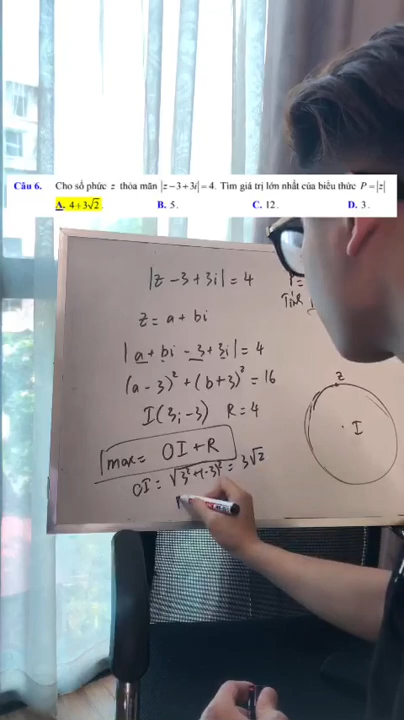 Câu 6. Cho số phức z thỏa mãn |z − 3 + 3i| = 4. Tìm giá trị lớn nhất của biểu thức P = |z|
A. 4 + 3√2. B. 5. C. 12. D. 3.
|z − 3 + 3i| = 4
Tính
z = a + bi
|a + bi − 3 + 3i| = 4
(a − 3)² + (b + 3)² = 16
z
I(3; −3) R = 4
I
max = OI + R
OI = √3² + (−3)² = 3√2